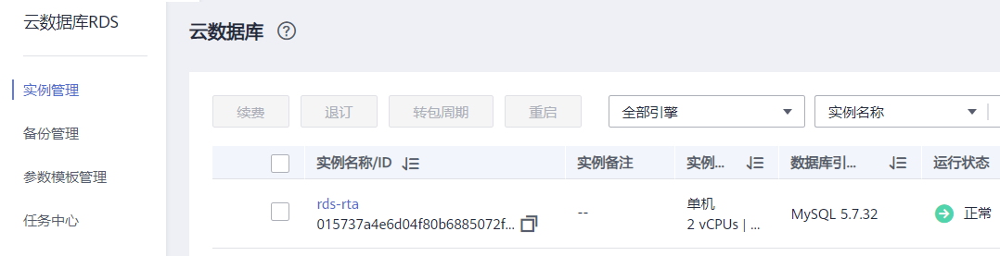 云数据库RDS
实例管理
备份管理
参数模板管理
任务中心
云数据库 ?
续费 退订 转包周期 重启 全部引擎 实例名称
实例名称/ID 实例备注 实例... 数据库引... 运行状态
rds-rta
015737a4e6d04f80b6885072f...
--
单机
2 vCPUs | ...
MySQL 5.7.32
正常